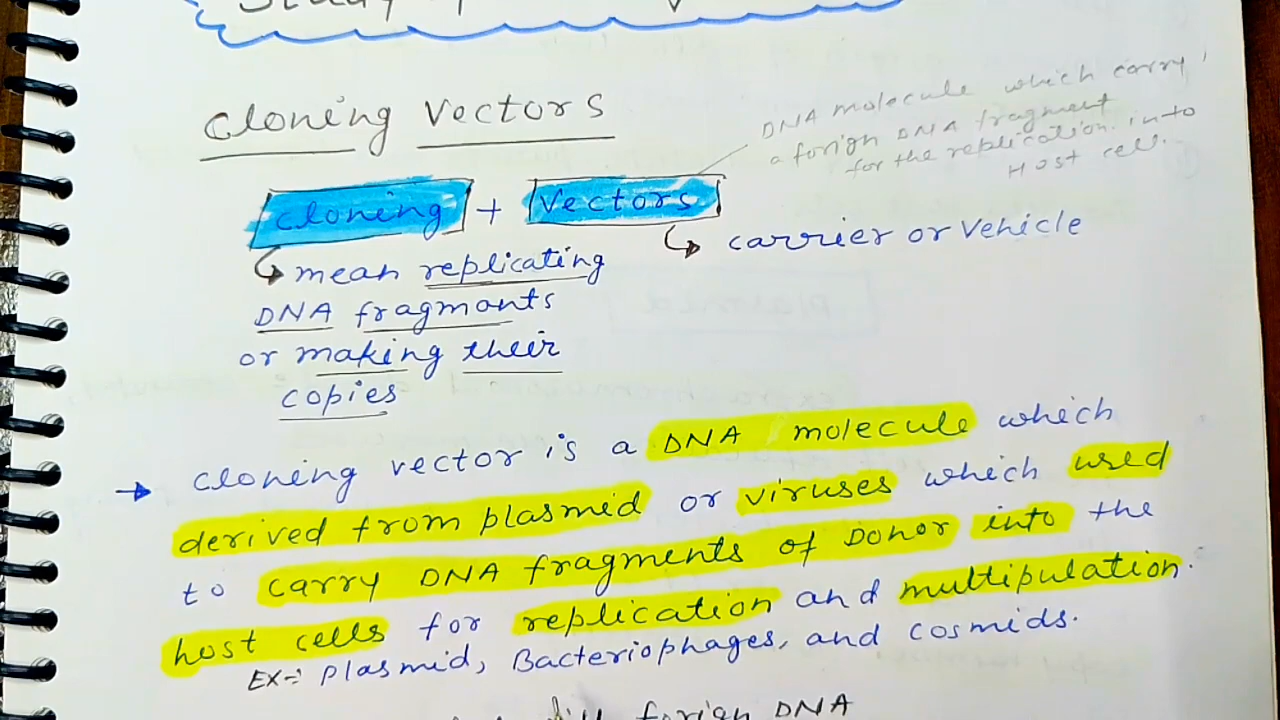 Cloning Vectors
DNA molecule which carry
a forign DNA fragment
for the replication into
Host cell.
Cloning + Vectors
↳ carrier or vehicle
↳ mean replicating
DNA fragmants
or making their
copies
→ Cloning vector is a DNA molecule which
derived from plasmid or viruses which used
to carry DNA fragments of Donor into the
host cells for replication and multipulation.
Ex:- Plasmid, Bacteriophages, and cosmids.
forign DNA